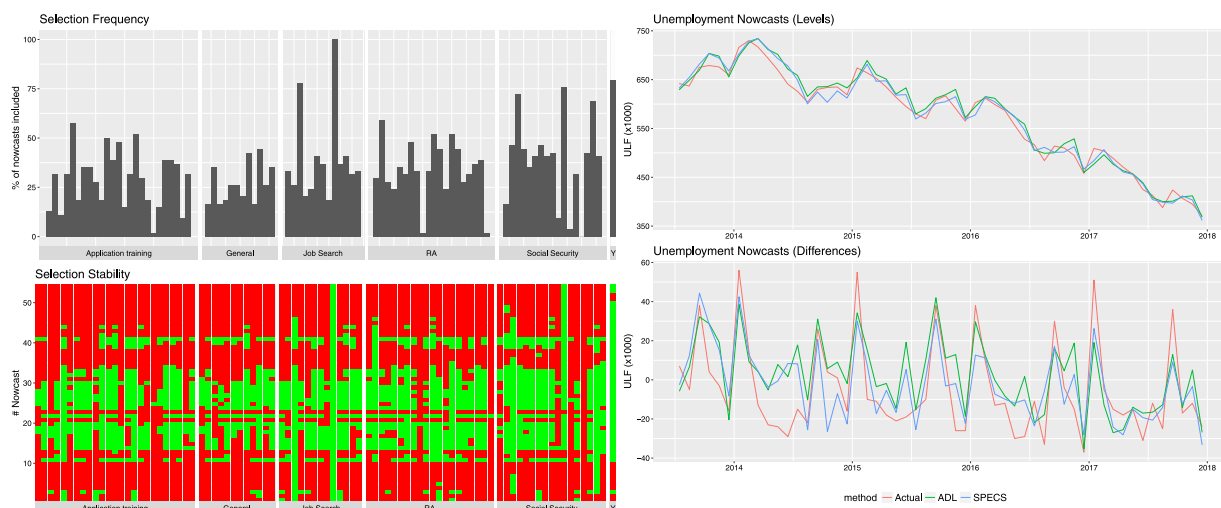 Selection Frequency
% of nowcasts included
100
75
50
25
0
Application training
General
Job Search
RA
Social Security
Y
Selection Stability
# Nowcast
50
40
30
20
10
Application training
General
Job Search
RA
Social Security
Y
Unemployment Nowcasts (Levels)
ULF (x1000)
750
650
550
450
350
2014
2015
2016
2017
2018
Unemployment Nowcasts (Differences)
ULF (x1000)
60
40
20
0
−20
−40
2014
2015
2016
2017
2018
method Actual ADL SPECS